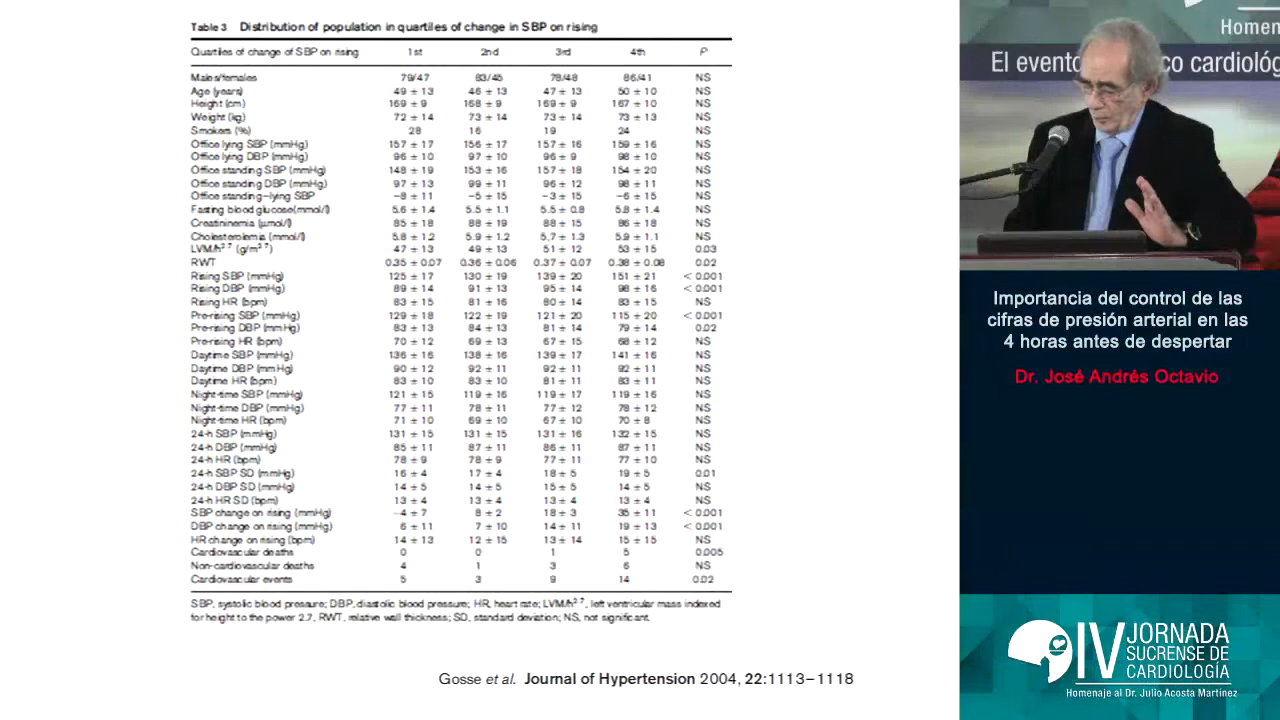 Table 3 Distribution of population in quartiles of change in SBP on rising
Quartiles of change of SBP on rising 1st 2nd 3rd 4th P
Males/females 79/47 83/45 78/48 86/41 NS
Age (years) 49 ± 13 46 ± 13 47 ± 13 50 ± 10 NS
Height (cm) 169 ± 9 168 ± 9 169 ± 9 167 ± 10 NS
Weight (kg) 72 ± 14 73 ± 14 73 ± 14 73 ± 13 NS
Smokers (%) 28 16 19 24 NS
Office lying SBP (mmHg) 157 ± 17 156 ± 17 157 ± 16 159 ± 16 NS
Office lying DBP (mmHg) 96 ± 10 97 ± 10 96 ± 9 98 ± 10 NS
Office standing SBP (mmHg) 148 ± 19 153 ± 16 157 ± 18 154 ± 20 NS
Office standing DBP (mmHg) 97 ± 13 99 ± 11 96 ± 12 98 ± 11 NS
Office standing–lying SBP −8 ± 11 −5 ± 15 −3 ± 15 −6 ± 15 NS
Fasting blood glucose(mmol/l) 5.6 ± 1.4 5.5 ± 1.1 5.5 ± 0.8 5.8 ± 1.4 NS
Creatininemia (µmol/l) 85 ± 18 88 ± 19 88 ± 15 86 ± 18 NS
Cholesterolemia (mmol/l) 5.8 ± 1.2 5.9 ± 1.2 5.7 ± 1.3 5.9 ± 1.1 NS
LVM/h²·⁷ (g/m²·⁷) 47 ± 13 49 ± 13 51 ± 12 53 ± 15 0.03
RWT 0.35 ± 0.07 0.36 ± 0.06 0.37 ± 0.07 0.38 ± 0.08 0.02
Rising SBP (mmHg) 125 ± 17 130 ± 19 139 ± 20 151 ± 21 < 0.001
Rising DBP (mmHg) 89 ± 14 91 ± 13 95 ± 14 98 ± 16 < 0.001
Rising HR (bpm) 83 ± 15 81 ± 16 80 ± 14 83 ± 15 NS
Pre-rising SBP (mmHg) 129 ± 18 122 ± 19 121 ± 20 115 ± 20 < 0.001
Pre-rising DBP (mmHg) 83 ± 13 84 ± 13 81 ± 14 79 ± 14 0.02
Pre-rising HR (bpm) 70 ± 12 69 ± 13 67 ± 15 68 ± 12 NS
Daytime SBP (mmHg) 136 ± 16 138 ± 16 139 ± 17 141 ± 16 NS
Daytime DBP (mmHg) 90 ± 12 92 ± 11 92 ± 11 92 ± 11 NS
Daytime HR (bpm) 83 ± 10 83 ± 10 81 ± 11 83 ± 11 NS
Night-time SBP (mmHg) 121 ± 15 119 ± 16 119 ± 17 119 ± 16 NS
Night-time DBP (mmHg) 77 ± 11 78 ± 11 77 ± 12 78 ± 12 NS
Night-time HR (bpm) 71 ± 10 69 ± 10 67 ± 10 70 ± 8 NS
24-h SBP (mmHg) 131 ± 15 131 ± 15 131 ± 16 132 ± 15 NS
24-h DBP (mmHg) 85 ± 11 87 ± 11 86 ± 11 87 ± 11 NS
24-h HR (bpm) 78 ± 9 78 ± 9 77 ± 11 77 ± 10 NS
24-h SBP SD (mmHg) 16 ± 4 17 ± 4 18 ± 5 19 ± 5 0.01
24-h DBP SD (mmHg) 14 ± 5 14 ± 5 15 ± 5 14 ± 5 NS
24-h HR SD (bpm) 13 ± 4 13 ± 4 13 ± 4 13 ± 4 NS
SBP change on rising (mmHg) −4 ± 7 8 ± 2 18 ± 3 35 ± 11 < 0.001
DBP change on rising (mmHg) 6 ± 11 7 ± 10 14 ± 11 19 ± 13 < 0.001
HR change on rising (bpm) 14 ± 13 12 ± 15 13 ± 14 15 ± 15 NS
Cardiovascular deaths 0 0 1 5 0.005
Non-cardiovascular deaths 4 1 3 6 NS
Cardiovascular events 5 3 9 14 0.02
SBP, systolic blood pressure; DBP, diastolic blood pressure; HR, heart rate; LVM/h²·⁷, left ventricular mass indexed
for height to the power 2.7, RWT, relative wall thickness; SD, standard deviation; NS, not significant.
Gosse et al. Journal of Hypertension 2004, 22:1113–1118
Homen
El evento co cardiológ
Importancia del control de las
cifras de presión arterial en las
4 horas antes de despertar
Dr. José Andrés Octavio
IV JORNADA
SUCRENSE DE
CARDIOLOGÍA
Homenaje al Dr. Julio Acosta Martínez